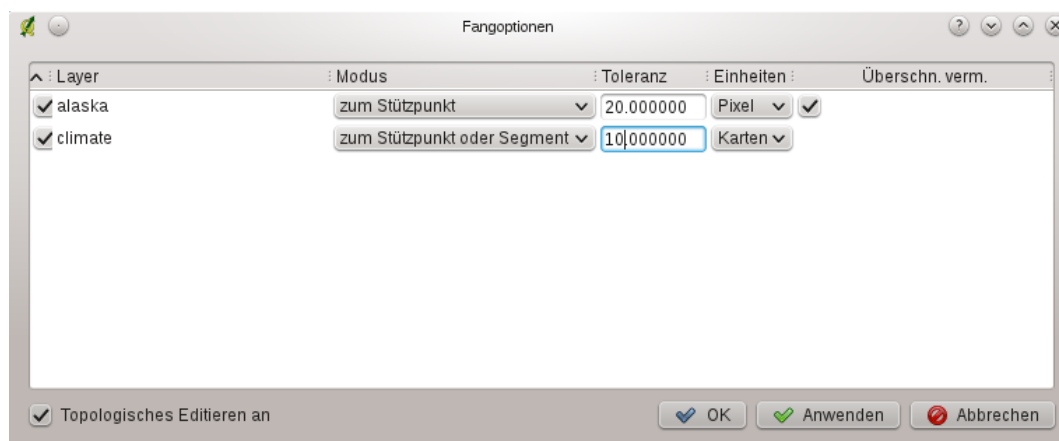 Fangoptionen
Layer Modus Toleranz Einheiten Überschn. verm.
alaska zum Stützpunkt 20.000000 Pixel
climate zum Stützpunkt oder Segment 10.000000 Karten
Topologisches Editieren an OK Anwenden Abbrechen